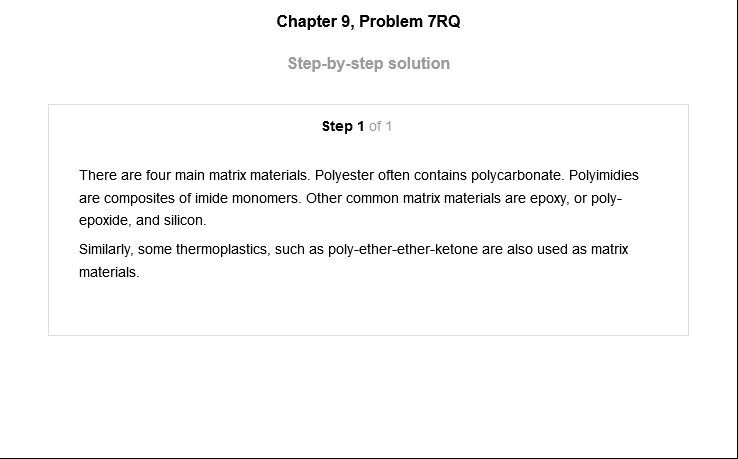 Chapter 9, Problem 7RQ
Step-by-step solution
Step 1 of 1
There are four main matrix materials. Polyester often contains polycarbonate. Polyimidies
are composites of imide monomers. Other common matrix materials are epoxy, or poly-
epoxide, and silicon.
Similarly, some thermoplastics, such as poly-ether-ether-ketone are also used as matrix
materials.